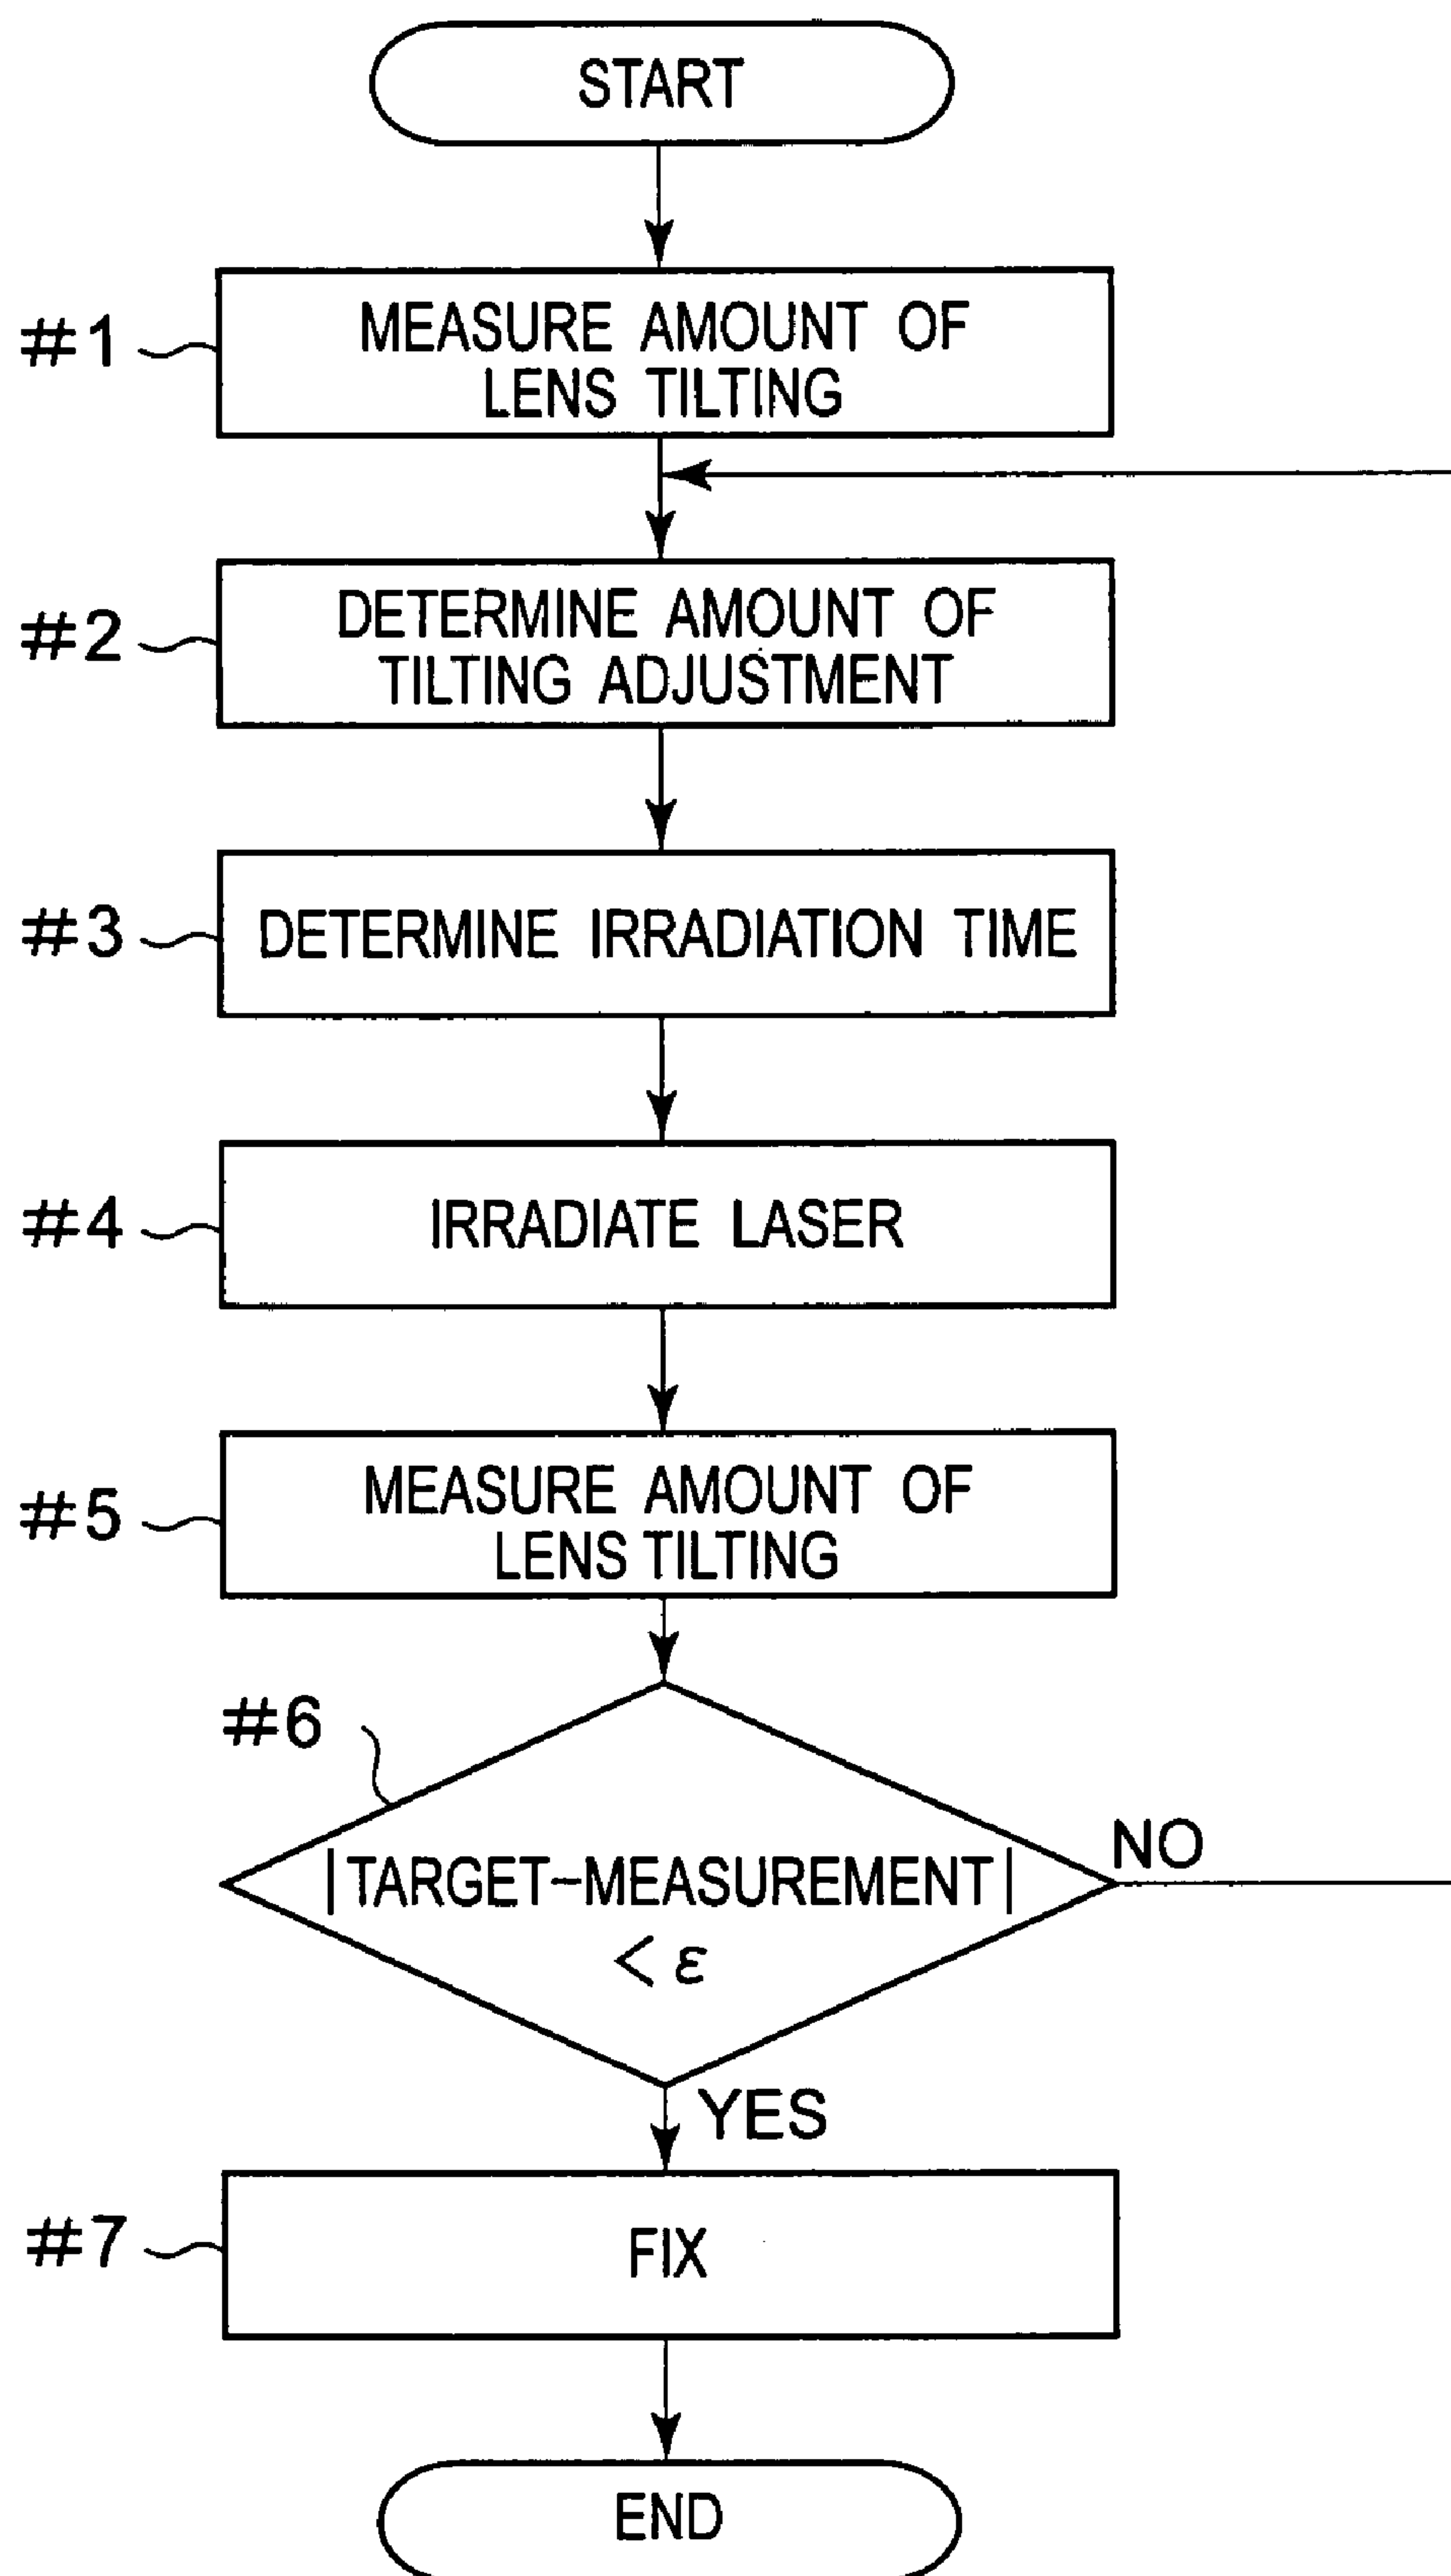 START
#1
MEASURE AMOUNT OF
LENS TILTING
#2
DETERMINE AMOUNT OF
TILTING ADJUSTMENT
#3
DETERMINE IRRADIATION TIME
#4
IRRADIATE LASER
#5
MEASURE AMOUNT OF
LENS TILTING
#6
|TARGET-MEASUREMENT|
< ε
NO
YES
#7
FIX
END